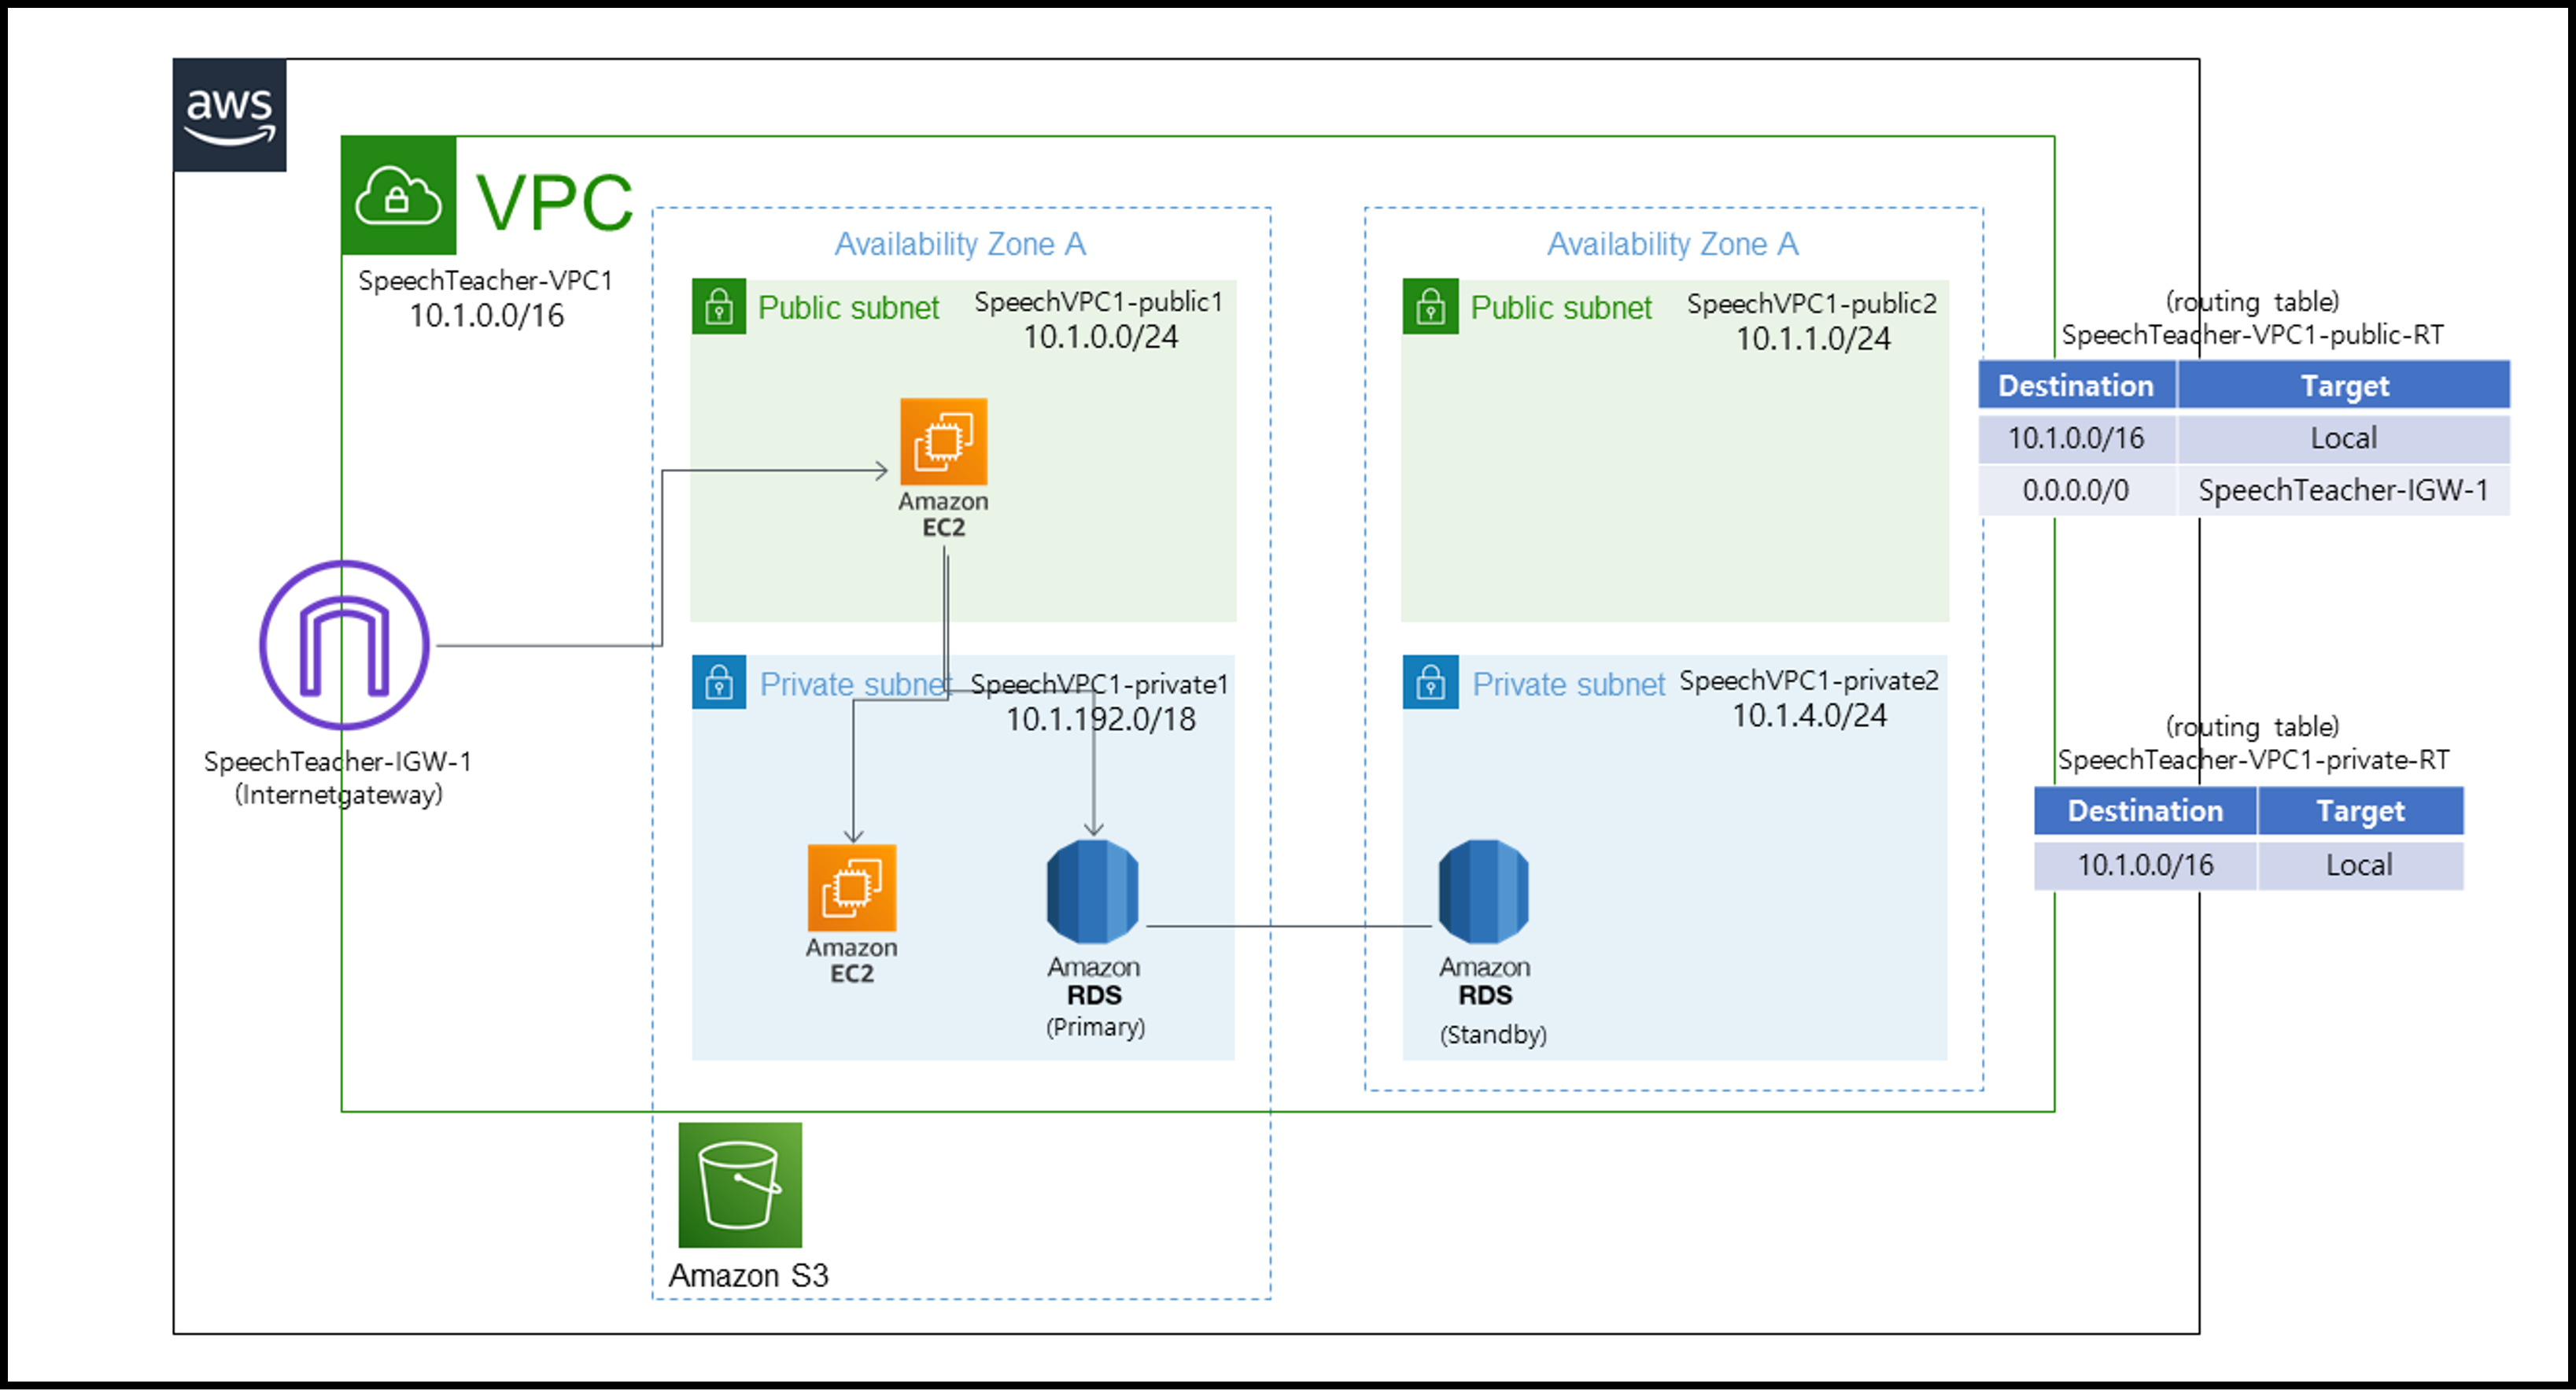 aws
VPC
SpeechTeacher-VPC1
10.1.0.0/16
Availability Zone A
Public subnet
SpeechVPC1-public1
10.1.0.0/24
Amazon
EC2
Private subnet
SpeechVPC1-private1
10.1.192.0/18
Amazon
EC2
Amazon
RDS
(Primary)
Availability Zone A
Public subnet
SpeechVPC1-public2
10.1.1.0/24
Private subnet
SpeechVPC1-private2
10.1.4.0/24
Amazon
RDS
(Standby)
SpeechTeacher-IGW-1
(Internetgateway)
Amazon S3
(routing table)
SpeechTeacher-VPC1-public-RT
Destination Target
10.1.0.0/16 Local
0.0.0.0/0 SpeechTeacher-IGW-1
(routing table)
SpeechTeacher-VPC1-private-RT
Destination Target
10.1.0.0/16 Local